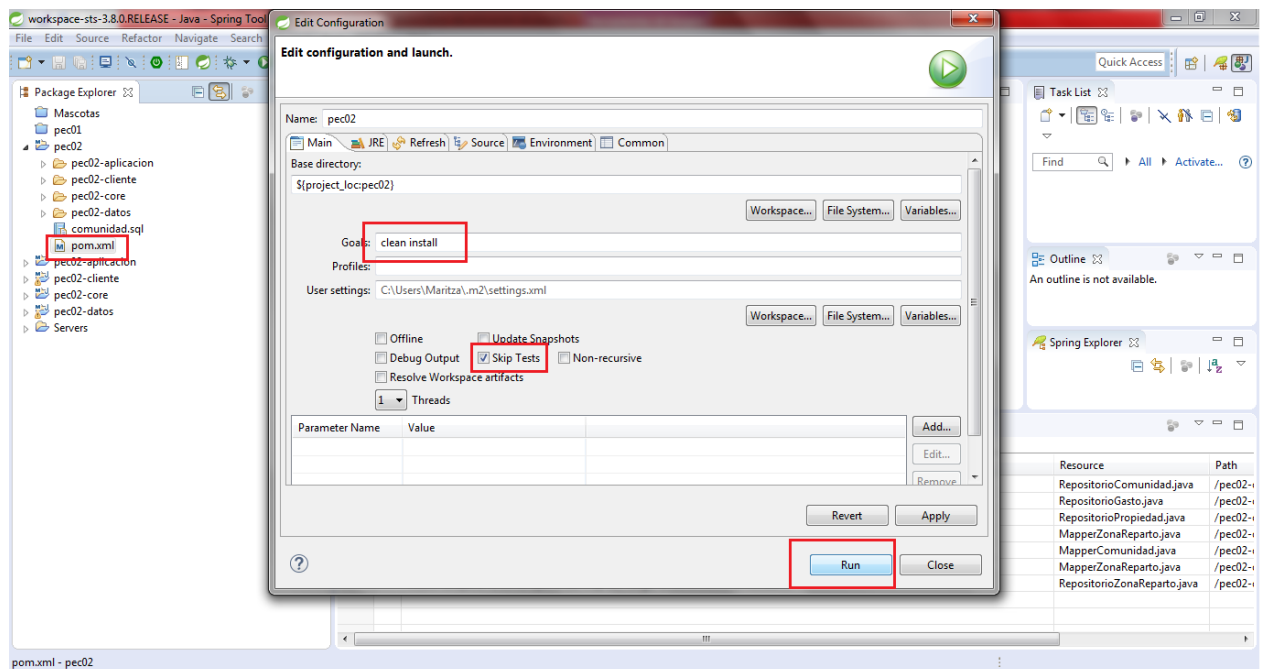 workspace-sts-3.8.0.RELEASE - Java - Spring Tool
File Edit Source Refactor Navigate Search
Quick Access
Package Explorer
Mascotas
pec01
pec02
pec02-aplicacion
pec02-cliente
pec02-core
pec02-datos
comunidad.sql
pom.xml
pec02-aplicacion
pec02-cliente
pec02-core
pec02-datos
Servers
Edit Configuration
Edit configuration and launch.
Name: pec02
Main JRE Refresh Source Environment Common
Base directory:
${project_loc:pec02}
Workspace... File System... Variables...
Goals: clean install
Profiles:
User settings: C:\Users\Maritza\.m2\settings.xml
Workspace... File System... Variables...
Offline Update Snapshots
Debug Output Skip Tests Non-recursive
Resolve Workspace artifacts
1 Threads
Parameter Name Value
Add...
Edit...
Remove
Revert Apply
Run Close
Task List
Find All Activate...
Outline
An outline is not available.
Spring Explorer
Resource Path
RepositorioComunidad.java /pec02-
RepositorioGasto.java /pec02-
RepositorioPropiedad.java /pec02-
MapperZonaReparto.java /pec02-
MapperComunidad.java /pec02-
MapperZonaReparto.java /pec02-
RepositorioZonaReparto.java /pec02-
pom.xml - pec02